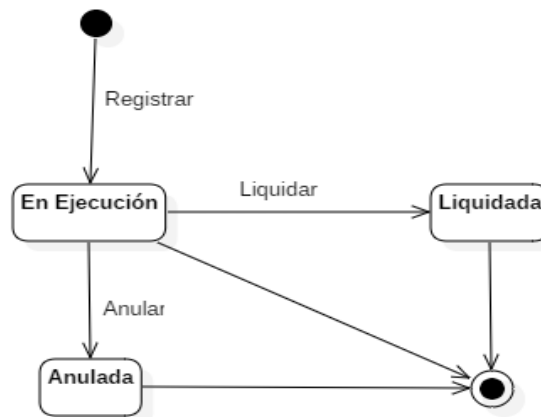 Registrar
En Ejecución
Liquidar
Liquidada
Anular
Anulada